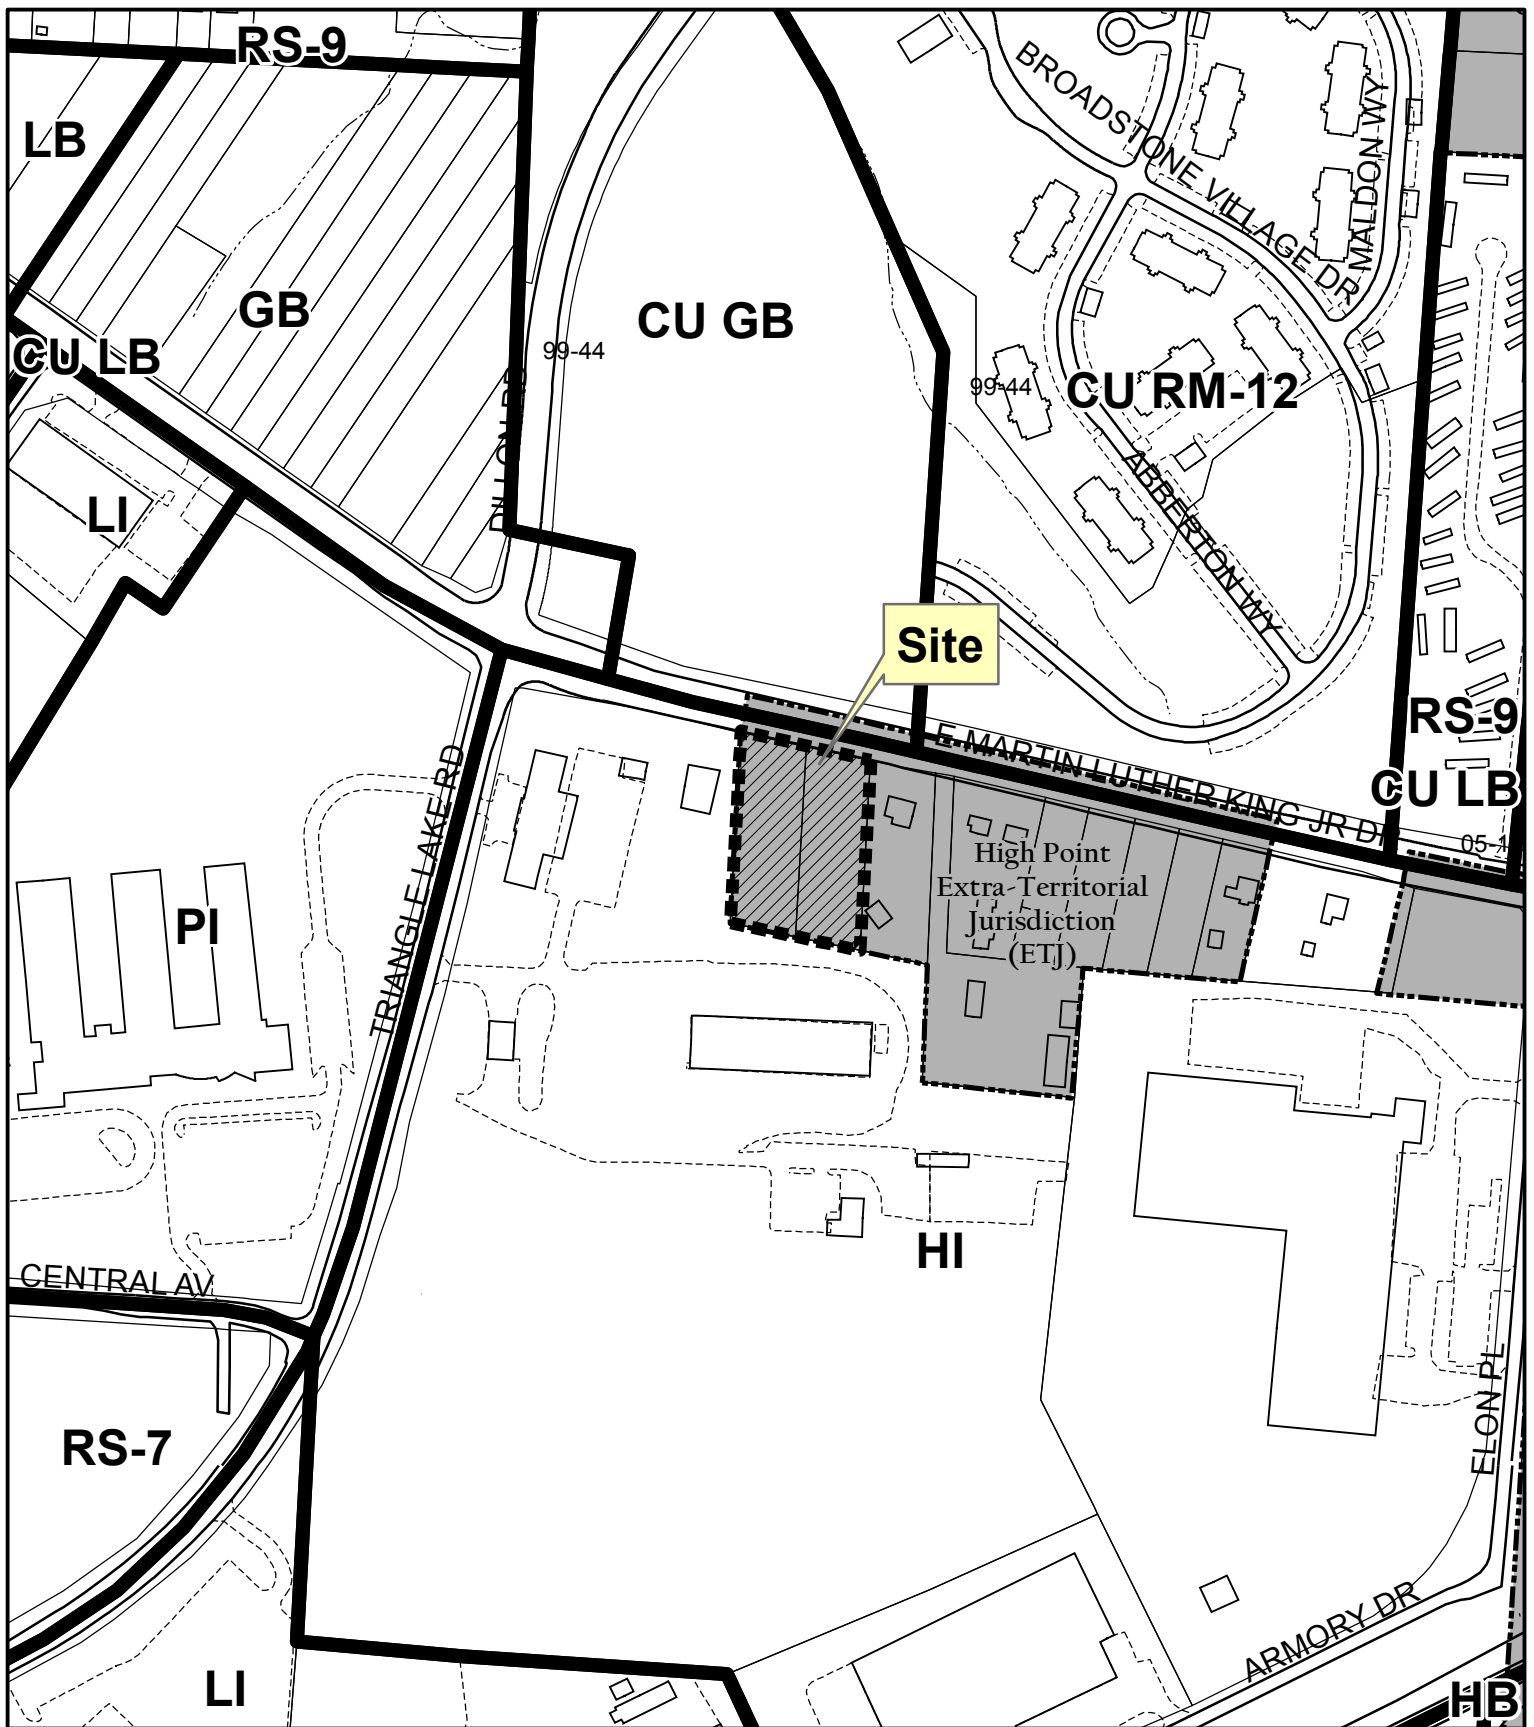 RS-9
BROADSTONE VILLAGE DR
MALDON WY
LB
GB
CU GB
CU LB
99-44
99-44
CU RM-12
DILLON RD
LI
ABBERTON WY
Site
RS-9
E MARTIN LUTHER KING JR DR
CU LB
05-1
TRIANGLE LAKE RD
High Point
Extra-Territorial
Jurisdiction
(ETJ)
PI
HI
CENTRAL AV
ELON PL
RS-7
ARMORY DR
LI
HB